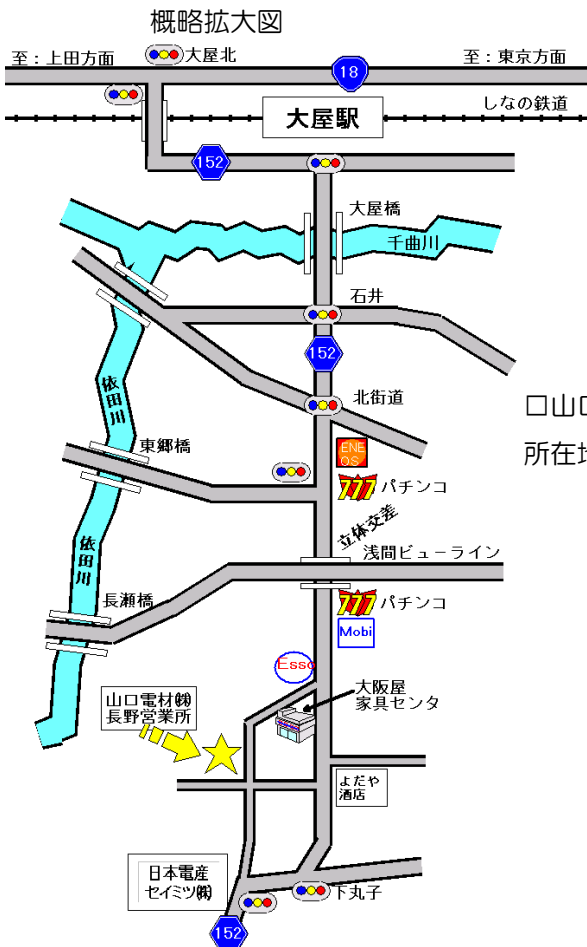 概略拡大図
至：上田方面
大屋北
18
至：東京方面
大屋駅
しなの鉄道
152
大屋橋
千曲川
石井
152
北街道
依田川
東郷橋
ENE
OS
777 パチンコ
口山口
立体交差
浅間ビューライン
依田川
長瀬橋
777 パチンコ
Mobi
Esso
山口電材㈱
長野営業所
大阪屋
家具センタ
よだや
酒店
日本電産
セイミツ㈱
下丸子
152